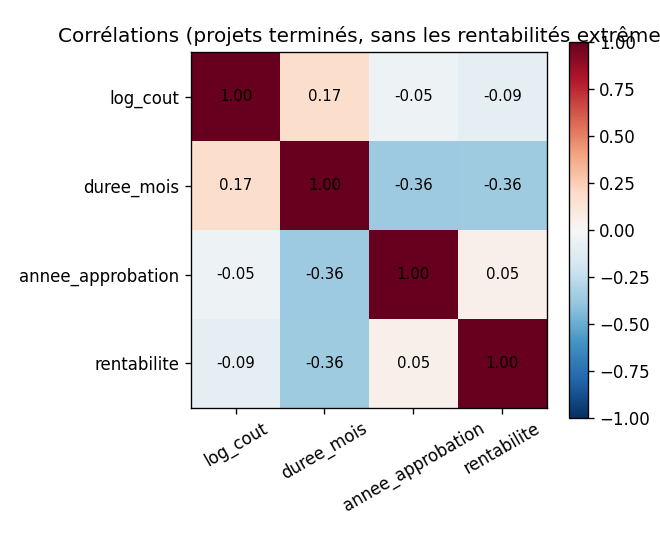 Corrélations (projets terminés, sans les rentabilités extrême
1.00
log_cout 1.00 0.17 -0.05 -0.09
0.75
0.50
duree_mois 0.17 1.00 -0.36 -0.36
0.25
0.00
annee_approbation -0.05 -0.36 1.00 0.05
−0.25
−0.50
rentabilite -0.09 -0.36 0.05 1.00
−0.75
−1.00
log_cout duree_mois annee_approbation rentabilite